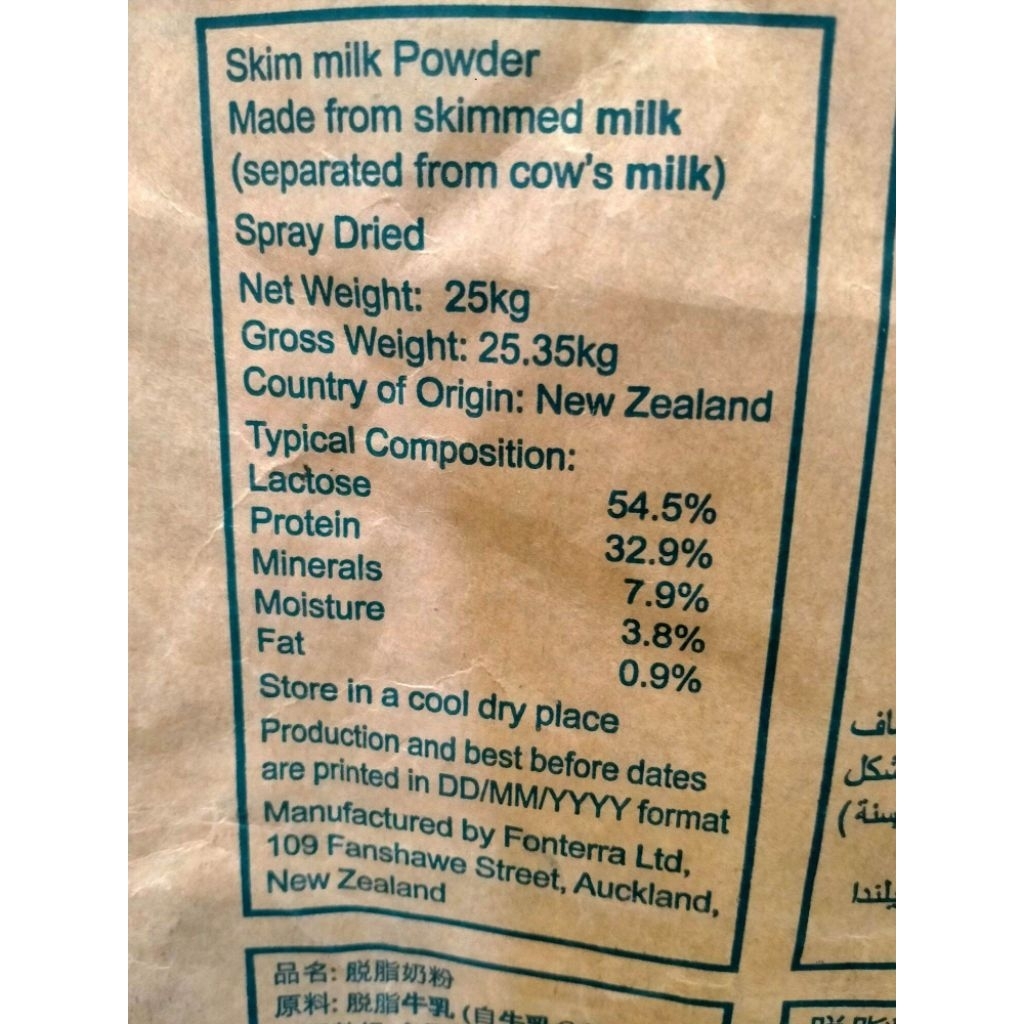 Skim milk Powder
Made from skimmed milk
(separated from cow's milk)
Spray Dried
Net Weight: 25kg
Gross Weight: 25.35kg
Country of Origin: New Zealand
Typical Composition:
Lactose 54.5%
Protein 32.9%
Minerals 7.9%
Moisture 3.8%
Fat 0.9%
Store in a cool dry place
Production and best before dates
are printed in DD/MM/YYYY format
Manufactured by Fonterra Ltd,
109 Fanshawe Street, Auckland,
New Zealand
品名: 脱脂奶粉
原料: 脱脂牛乳 (自牛乳